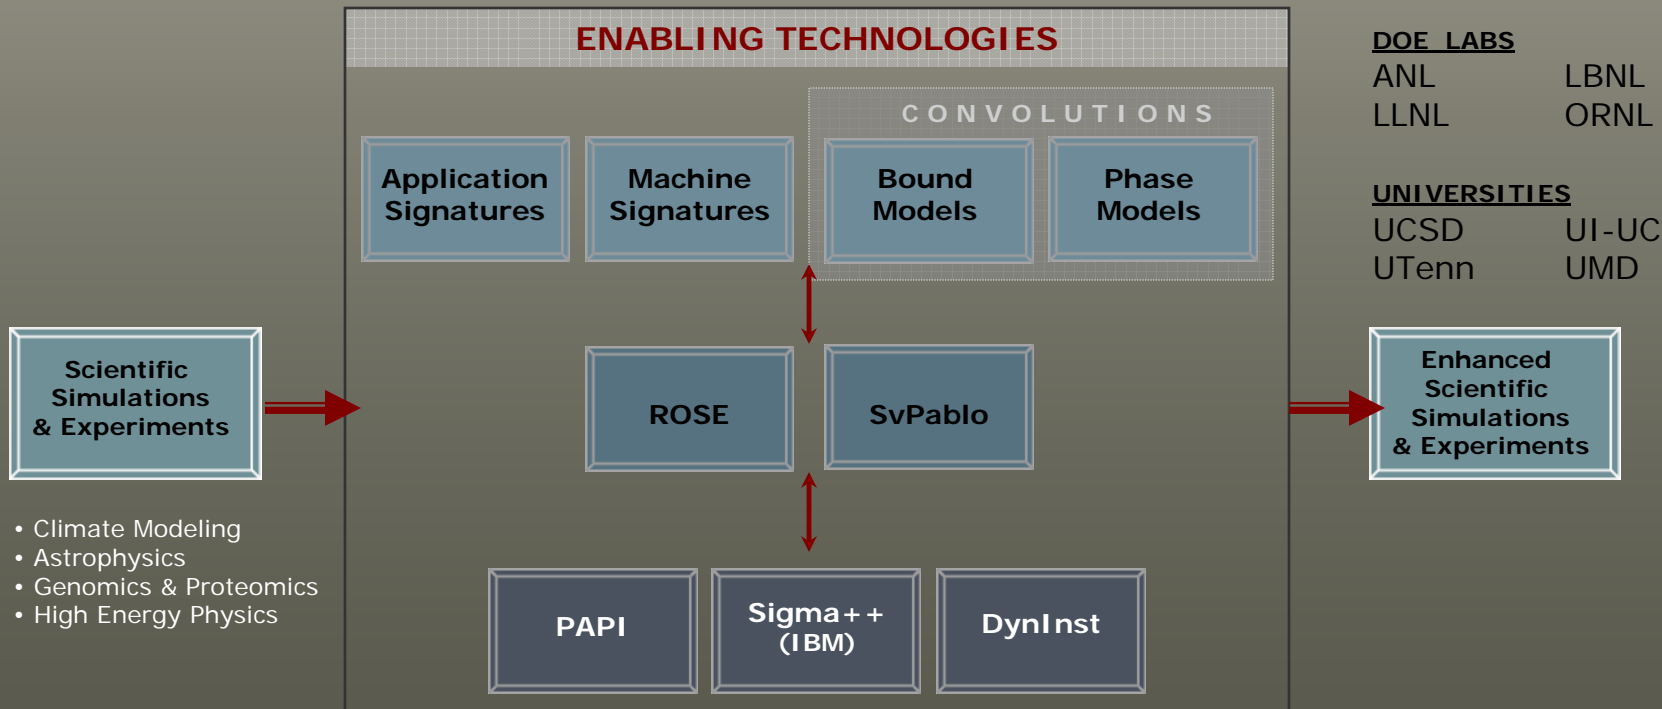 ENABLING TECHNOLOGIES
CONVOLUTIONS
Application
Signatures
Machine
Signatures
Bound
Models
Phase
Models
ROSE
SvPablo
PAPI
Sigma++
(IBM)
DynInst
Scientific
Simulations
& Experiments
• Climate Modeling
• Astrophysics
• Genomics & Proteomics
• High Energy Physics
DOE LABS
ANL LBNL
LLNL ORNL
UNIVERSITIES
UCSD UI-UC
UTenn UMD
Enhanced
Scientific
Simulations
& Experiments